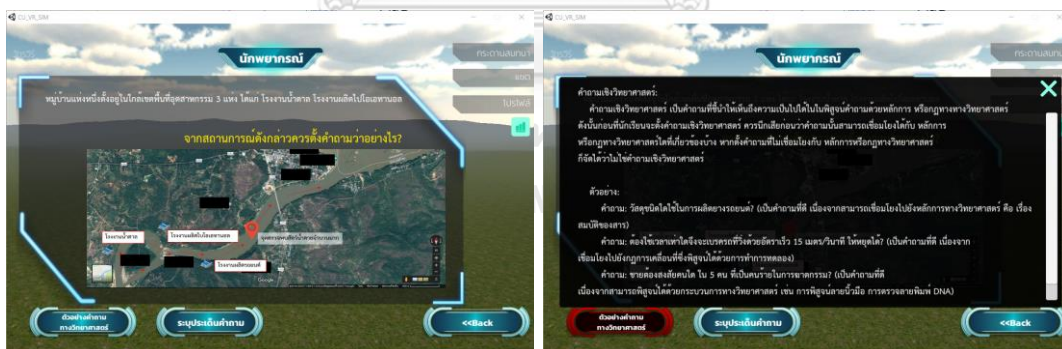 CU_VR_SIM
นักพยากรณ์
กระดานสนทนา
แชต
โปรไฟล์
หมู่บ้านแห่งหนึ่งตั้งอยู่ในใกล้เขตพื้นที่อุตสาหกรรม 3 แห่ง ได้แก่ โรงงานน้ำตาล โรงงานผลิตไบโอเอทานอล
จากสถานการณ์ดังกล่าวควรตั้งคำถามว่าอย่างไร?
โรงงานน้ำตาล
โรงงานผลิตไบโอเอทานอล
โรงงานผลิตรถยนต์
Google
ตัวอย่างคำถาม
ทางวิทยาศาสตร์
ระบุประเด็นคำถาม
<<Back
CU_VR_SIM
นักพยากรณ์
กระดานสนทนา
คำถามเชิงวิทยาศาสตร์:
คำถามเชิงวิทยาศาสตร์ เป็นคำถามที่ชี้นำให้เห็นถึงความเป็นไปได้ในในพิสูจน์คำถามด้วยหลักการ หรือกฎทางทางวิทยาศาสตร์
ดังนั้นก่อนที่นักเรียนจะตั้งคำถามเชิงวิทยาศาสตร์ ควรนึกเสียก่อนว่าคำถามนั้นสามารถเชื่อมโยงได้กับ หลักการ
หรือกฎทางวิทยาศาสตร์ใดที่เกี่ยวข้องบ้าง หากตั้งคำถามที่ไม่เชื่อมโยงกับ หลักการหรือกฎทางวิทยาศาสตร์
ก็จัดได้ว่าไม่ใช่คำถามเชิงวิทยาศาสตร์
ตัวอย่าง:
คำถาม: วัสดุชนิดใดใช้ในการผลิตยางรถยนต์? (เป็นคำถามที่ดี เนื่องจากสามารถเชื่อมโยงไปยังหลักการทางวิทยาศาสตร์ คือ เรื่อง
สมบัติของสาร)
คำถาม: ต้องใช้เวลาเท่าใดจึงจะเบรครถที่วิ่งด้วยอัตราเร็ว 15 เมตร/วินาที ให้หยุดได้? (เป็นคำถามที่ดี เนื่องจาก
เชื่อมโยงไปยังกฎการเคลื่อนที่ซึ่งพิสูจน์ได้ด้วยการทำการทดลอง)
คำถาม: ชายต้องสงสัยคนใด ใน 5 คน ที่เป็นคนร้ายในการฆาตกรรม? (เป็นคำถามที่ดี
เนื่องจากสามารถพิสูจน์ได้ด้วยกระบวนการทางวิทยาศาสตร์ เช่น การพิสูจน์ลายนิ้วมือ การตรวจลายพิมพ์ DNA)
ตัวอย่างคำถาม
ทางวิทยาศาสตร์
ระบุประเด็นคำถาม
<<Back